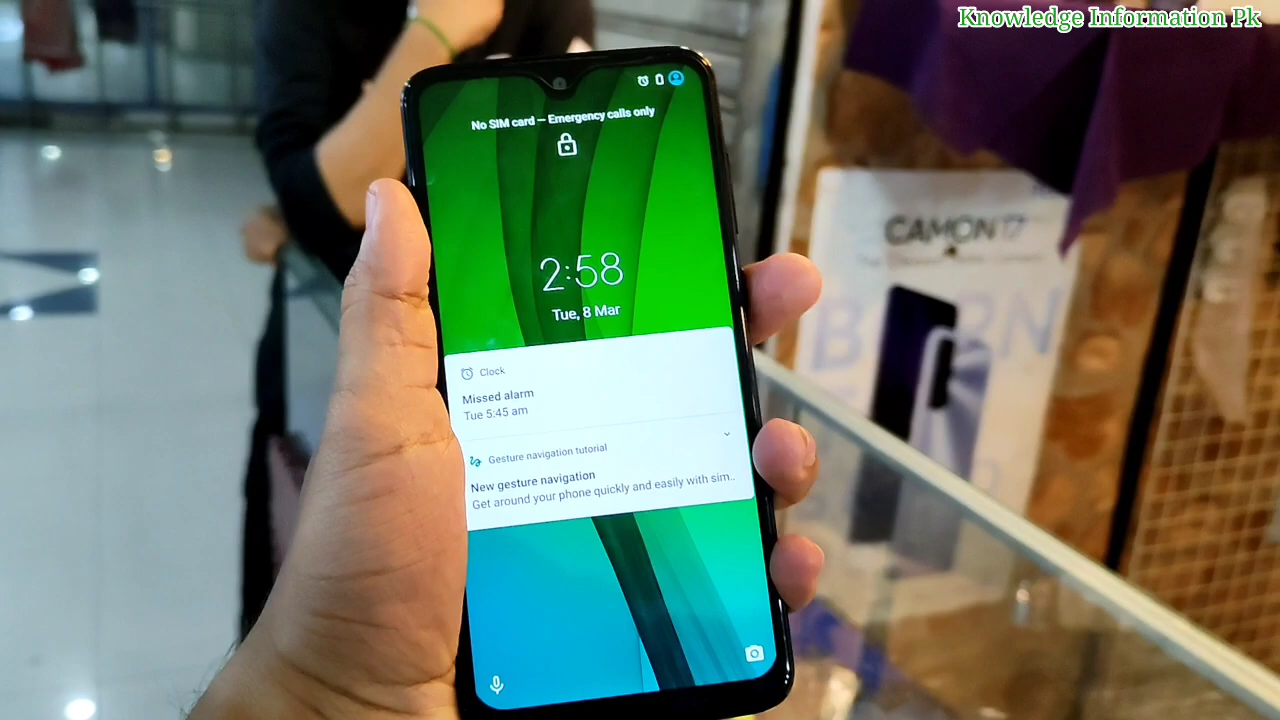 Knowledge Information Pk
No SIM card — Emergency calls only
2:58
Tue, 8 Mar
Clock
Missed alarm
Tue 5:45 am
Gesture navigation tutorial
New gesture navigation
Get around your phone quickly and easily with sim..
CAMON 17